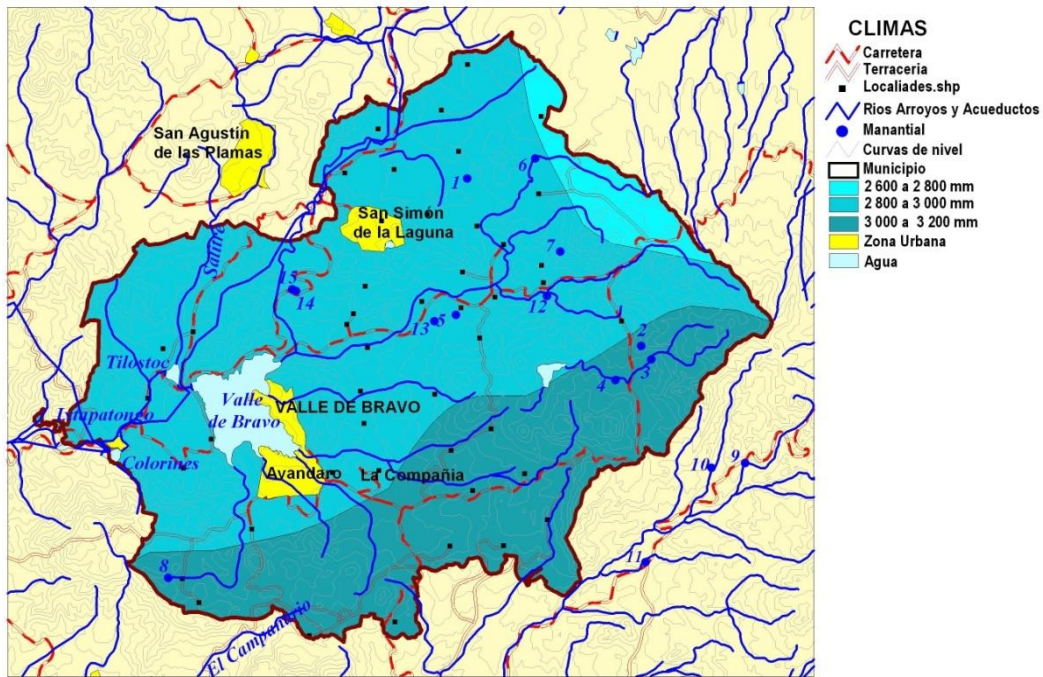 San Agustín
de las Plamas
6
1
San Simón
de la Laguna
7
15
14
12
13
5
2
3
4
Tilostoc
Valle
de Bravo
VALLE DE BRAVO
Colorines
Avandaro
La Compañia
10
9
11
8
El Campanario
CLIMAS
Carretera
Terraceria
Localiades.shp
Rios Arroyos y Acueductos
Manantial
Curvas de nivel
Municipio
2 600 a 2 800 mm
2 800 a 3 000 mm
3 000 a 3 200 mm
Zona Urbana
Agua